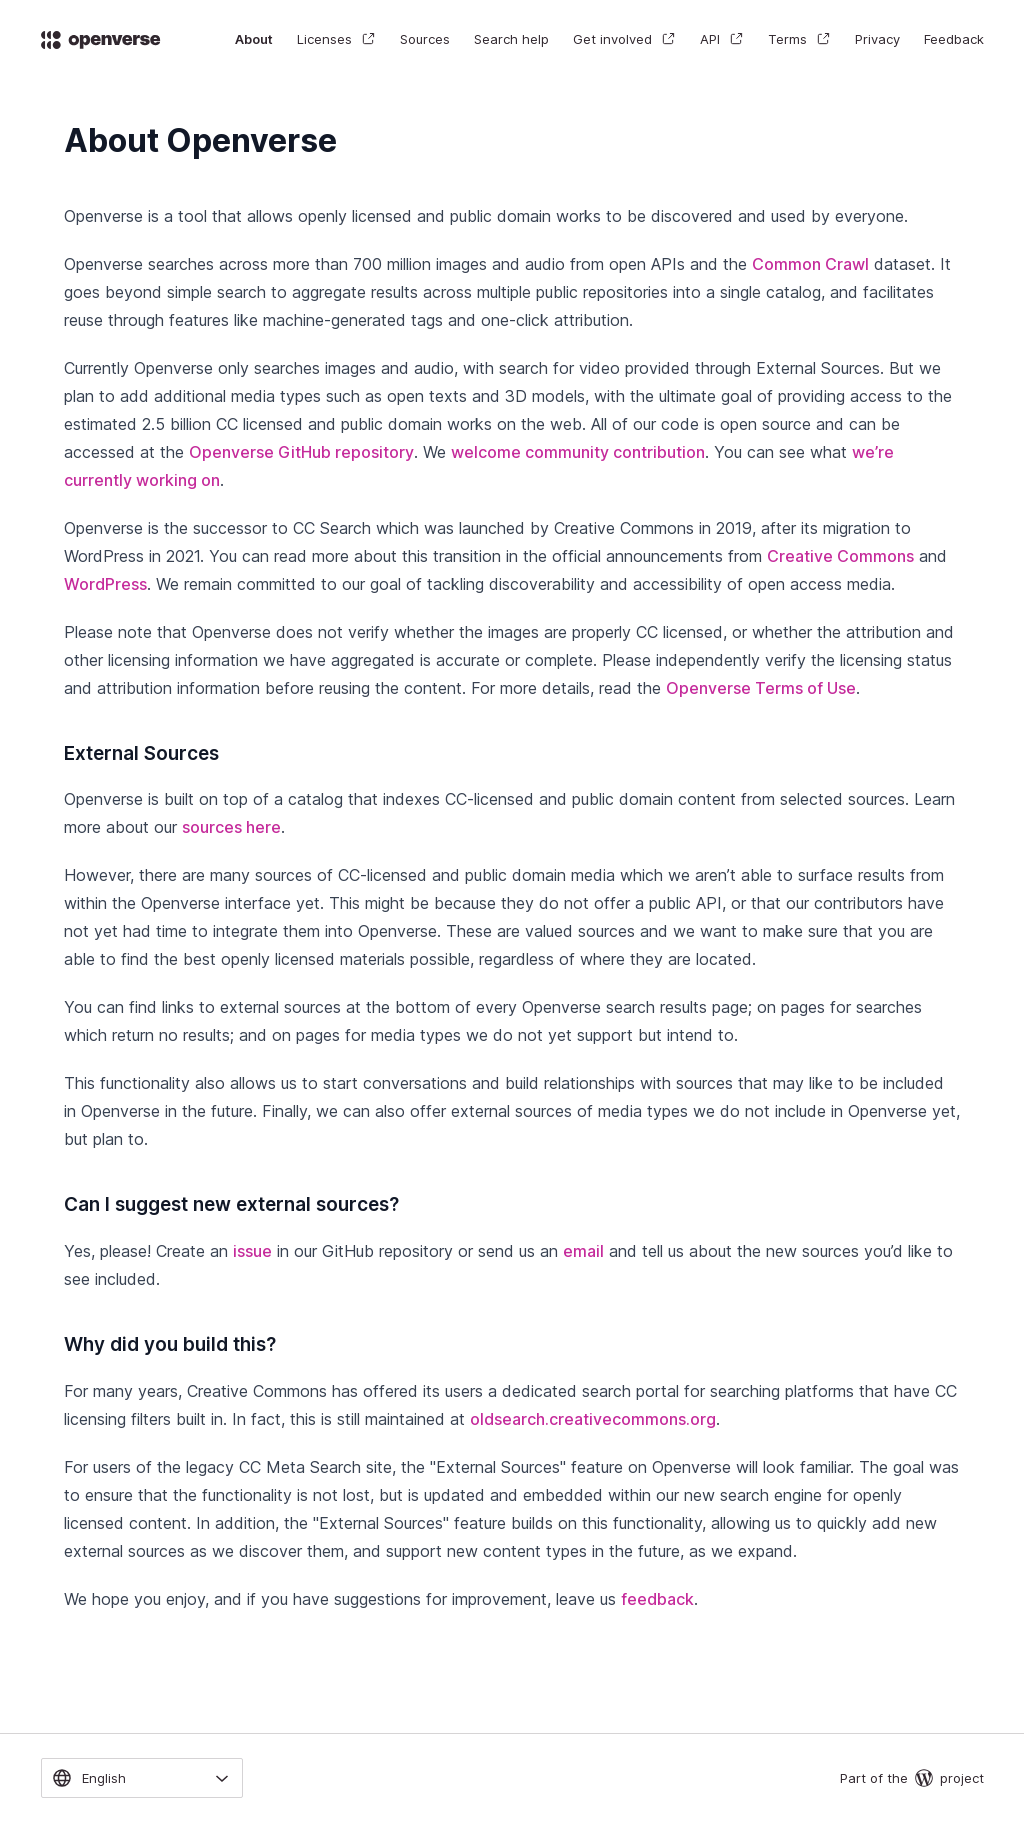 openverse
About Licenses Sources Search help Get involved API Terms Privacy Feedback
About Openverse
Openverse is a tool that allows openly licensed and public domain works to be discovered and used by everyone.
Openverse searches across more than 700 million images and audio from open APIs and the Common Crawl dataset. It
goes beyond simple search to aggregate results across multiple public repositories into a single catalog, and facilitates
reuse through features like machine-generated tags and one-click attribution.
Currently Openverse only searches images and audio, with search for video provided through External Sources. But we
plan to add additional media types such as open texts and 3D models, with the ultimate goal of providing access to the
estimated 2.5 billion CC licensed and public domain works on the web. All of our code is open source and can be
accessed at the Openverse GitHub repository. We welcome community contribution. You can see what we’re
currently working on.
Openverse is the successor to CC Search which was launched by Creative Commons in 2019, after its migration to
WordPress in 2021. You can read more about this transition in the official announcements from Creative Commons and
WordPress. We remain committed to our goal of tackling discoverability and accessibility of open access media.
Please note that Openverse does not verify whether the images are properly CC licensed, or whether the attribution and
other licensing information we have aggregated is accurate or complete. Please independently verify the licensing status
and attribution information before reusing the content. For more details, read the Openverse Terms of Use.
External Sources
Openverse is built on top of a catalog that indexes CC-licensed and public domain content from selected sources. Learn
more about our sources here.
However, there are many sources of CC-licensed and public domain media which we aren’t able to surface results from
within the Openverse interface yet. This might be because they do not offer a public API, or that our contributors have
not yet had time to integrate them into Openverse. These are valued sources and we want to make sure that you are
able to find the best openly licensed materials possible, regardless of where they are located.
You can find links to external sources at the bottom of every Openverse search results page; on pages for searches
which return no results; and on pages for media types we do not yet support but intend to.
This functionality also allows us to start conversations and build relationships with sources that may like to be included
in Openverse in the future. Finally, we can also offer external sources of media types we do not include in Openverse yet,
but plan to.
Can I suggest new external sources?
Yes, please! Create an issue in our GitHub repository or send us an email and tell us about the new sources you’d like to
see included.
Why did you build this?
For many years, Creative Commons has offered its users a dedicated search portal for searching platforms that have CC
licensing filters built in. In fact, this is still maintained at oldsearch.creativecommons.org.
For users of the legacy CC Meta Search site, the "External Sources" feature on Openverse will look familiar. The goal was
to ensure that the functionality is not lost, but is updated and embedded within our new search engine for openly
licensed content. In addition, the "External Sources" feature builds on this functionality, allowing us to quickly add new
external sources as we discover them, and support new content types in the future, as we expand.
We hope you enjoy, and if you have suggestions for improvement, leave us feedback.
English
Part of the project